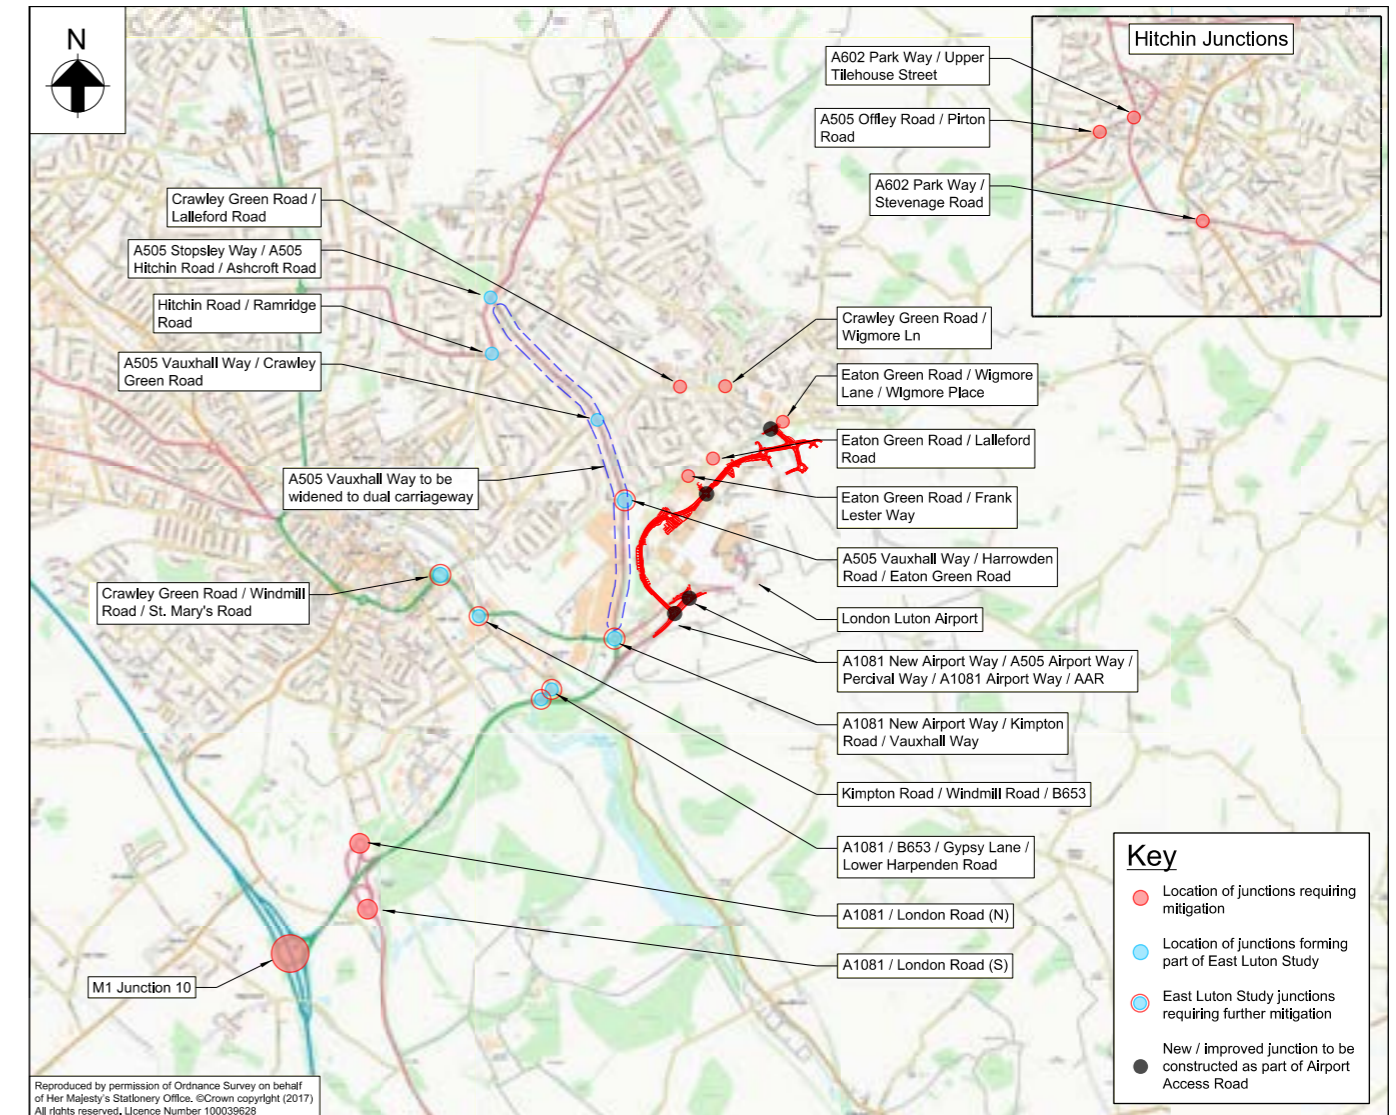 N
Hitchin Junctions
A602 Park Way / Upper
Tilehouse Street
A505 Offley Road / Pirton
Road
A602 Park Way /
Stevenage Road
Crawley Green Road /
Lalleford Road
A505 Stopsley Way / A505
Hitchin Road / Ashcroft Road
Hitchin Road / Ramridge
Road
A505 Vauxhall Way / Crawley
Green Road
A505 Vauxhall Way to be
widened to dual carriageway
Crawley Green Road / Windmill
Road / St. Mary's Road
M1 Junction 10
Crawley Green Road /
Wigmore Ln
Eaton Green Road / Wigmore
Lane / WIgmore Place
Eaton Green Road / Lalleford
Road
Eaton Green Road / Frank
Lester Way
A505 Vauxhall Way / Harrowden
Road / Eaton Green Road
London Luton Airport
A1081 New Airport Way / A505 Airport Way /
Percival Way / A1081 Airport Way / AAR
A1081 New Airport Way / Kimpton
Road / Vauxhall Way
Kimpton Road / Windmill Road / B653
A1081 / B653 / Gypsy Lane /
Lower Harpenden Road
A1081 / London Road (N)
A1081 / London Road (S)
Key
Location of junctions requiring
mitigation
Location of junctions forming
part of East Luton Study
East Luton Study junctions
requiring further mitigation
New / improved junction to be
constructed as part of Airport
Access Road
Reproduced by permission of Ordnance Survey on behalf
of Her Majesty's Stationery Office. ©Crown copyright (2017)
All rights reserved. Licence Number 100039628